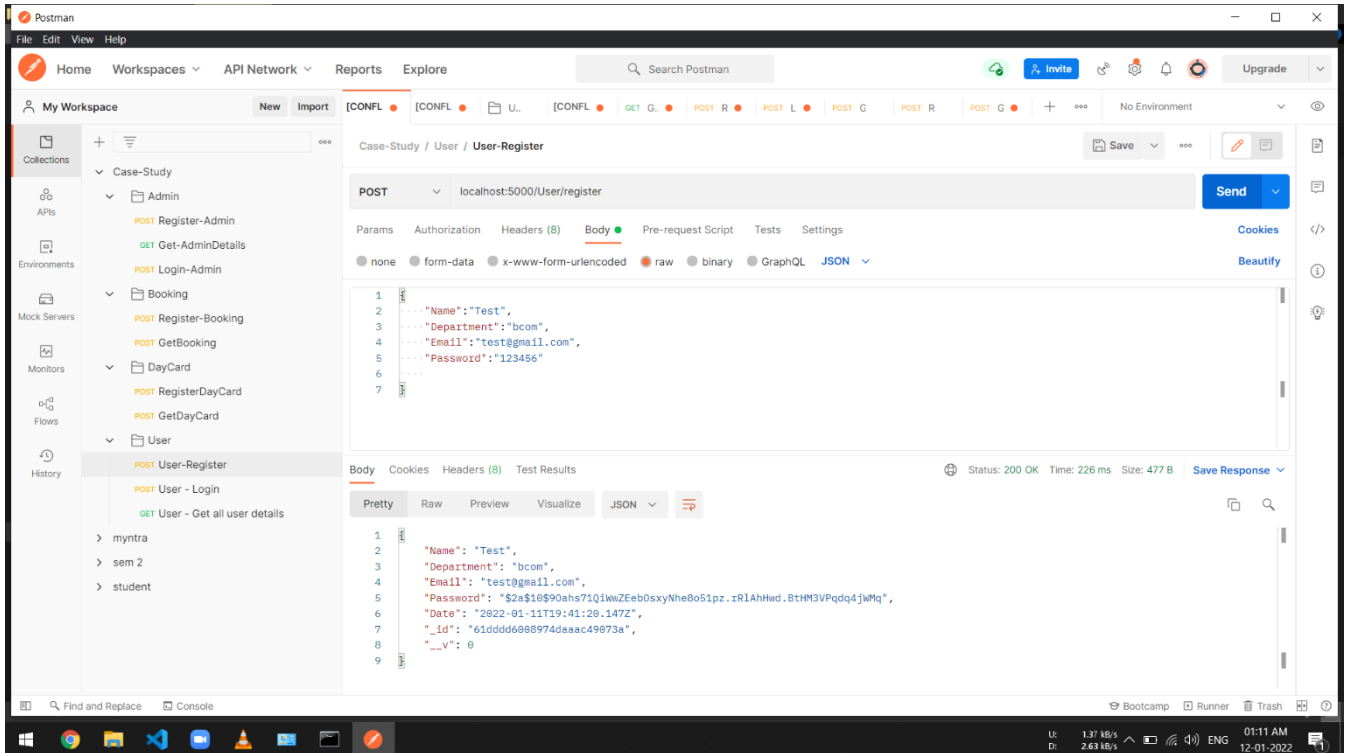 Postman
File Edit View Help
Home Workspaces API Network Reports Explore Search Postman Invite Upgrade
My Workspace New Import [CONFL [CONFL U.. [CONFL GET G. POST R POST L POST G POST R POST G No Environment
Collections
APIs
Environments
Mock Servers
Monitors
Flows
History
Case-Study
Admin
POST Register-Admin
GET Get-AdminDetails
POST Login-Admin
Booking
POST Register-Booking
POST GetBooking
DayCard
POST RegisterDayCard
POST GetDayCard
User
POST User-Register
POST User - Login
GET User - Get all user details
myntra
sem 2
student
Case-Study / User / User-Register Save
POST localhost:5000/User/register Send
Params Authorization Headers (8) Body Pre-request Script Tests Settings Cookies
none form-data x-www-form-urlencoded raw binary GraphQL JSON Beautify
1 {
2 "Name":"Test",
3 "Department":"bcom",
4 "Email":"test@gmail.com",
5 "Password":"123456"
6
7 }
Body Cookies Headers (8) Test Results Status: 200 OK Time: 226 ms Size: 477 B Save Response
Pretty Raw Preview Visualize JSON
1 {
2 "Name": "Test",
3 "Department": "bcom",
4 "Email": "test@gmail.com",
5 "Password": "$2a$10$9Oahs71QiWwZEebOsxyNhe8o51pz.rRlAhHwd.BtHM3VPqdq4jWMq",
6 "Date": "2022-01-11T19:41:20.147Z",
7 "_id": "61dddd6008974daaac49073a",
8 "__v": 0
9 }
Find and Replace Console Bootcamp Runner Trash
U: 1.37 kB/s
D: 2.63 kB/s
ENG
01:11 AM
12-01-2022